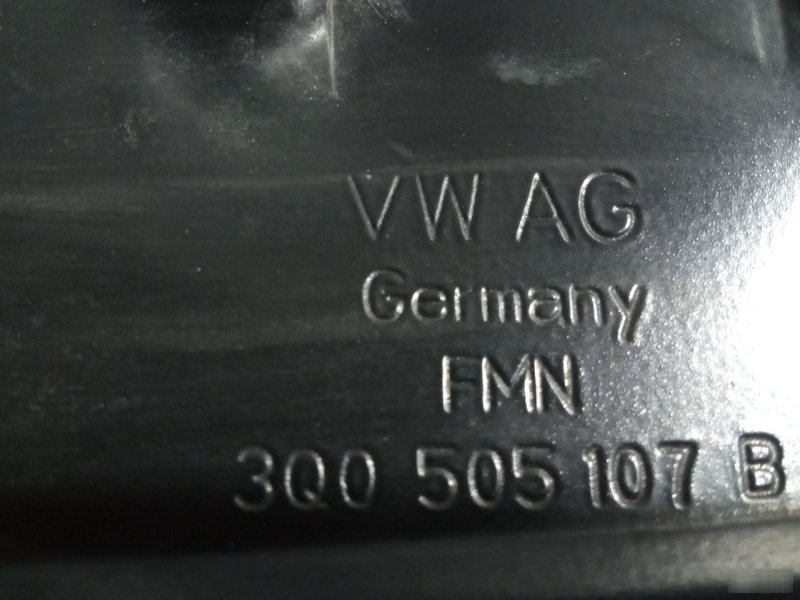 VW AG
Germany
FMN
3Q0 505 107 B